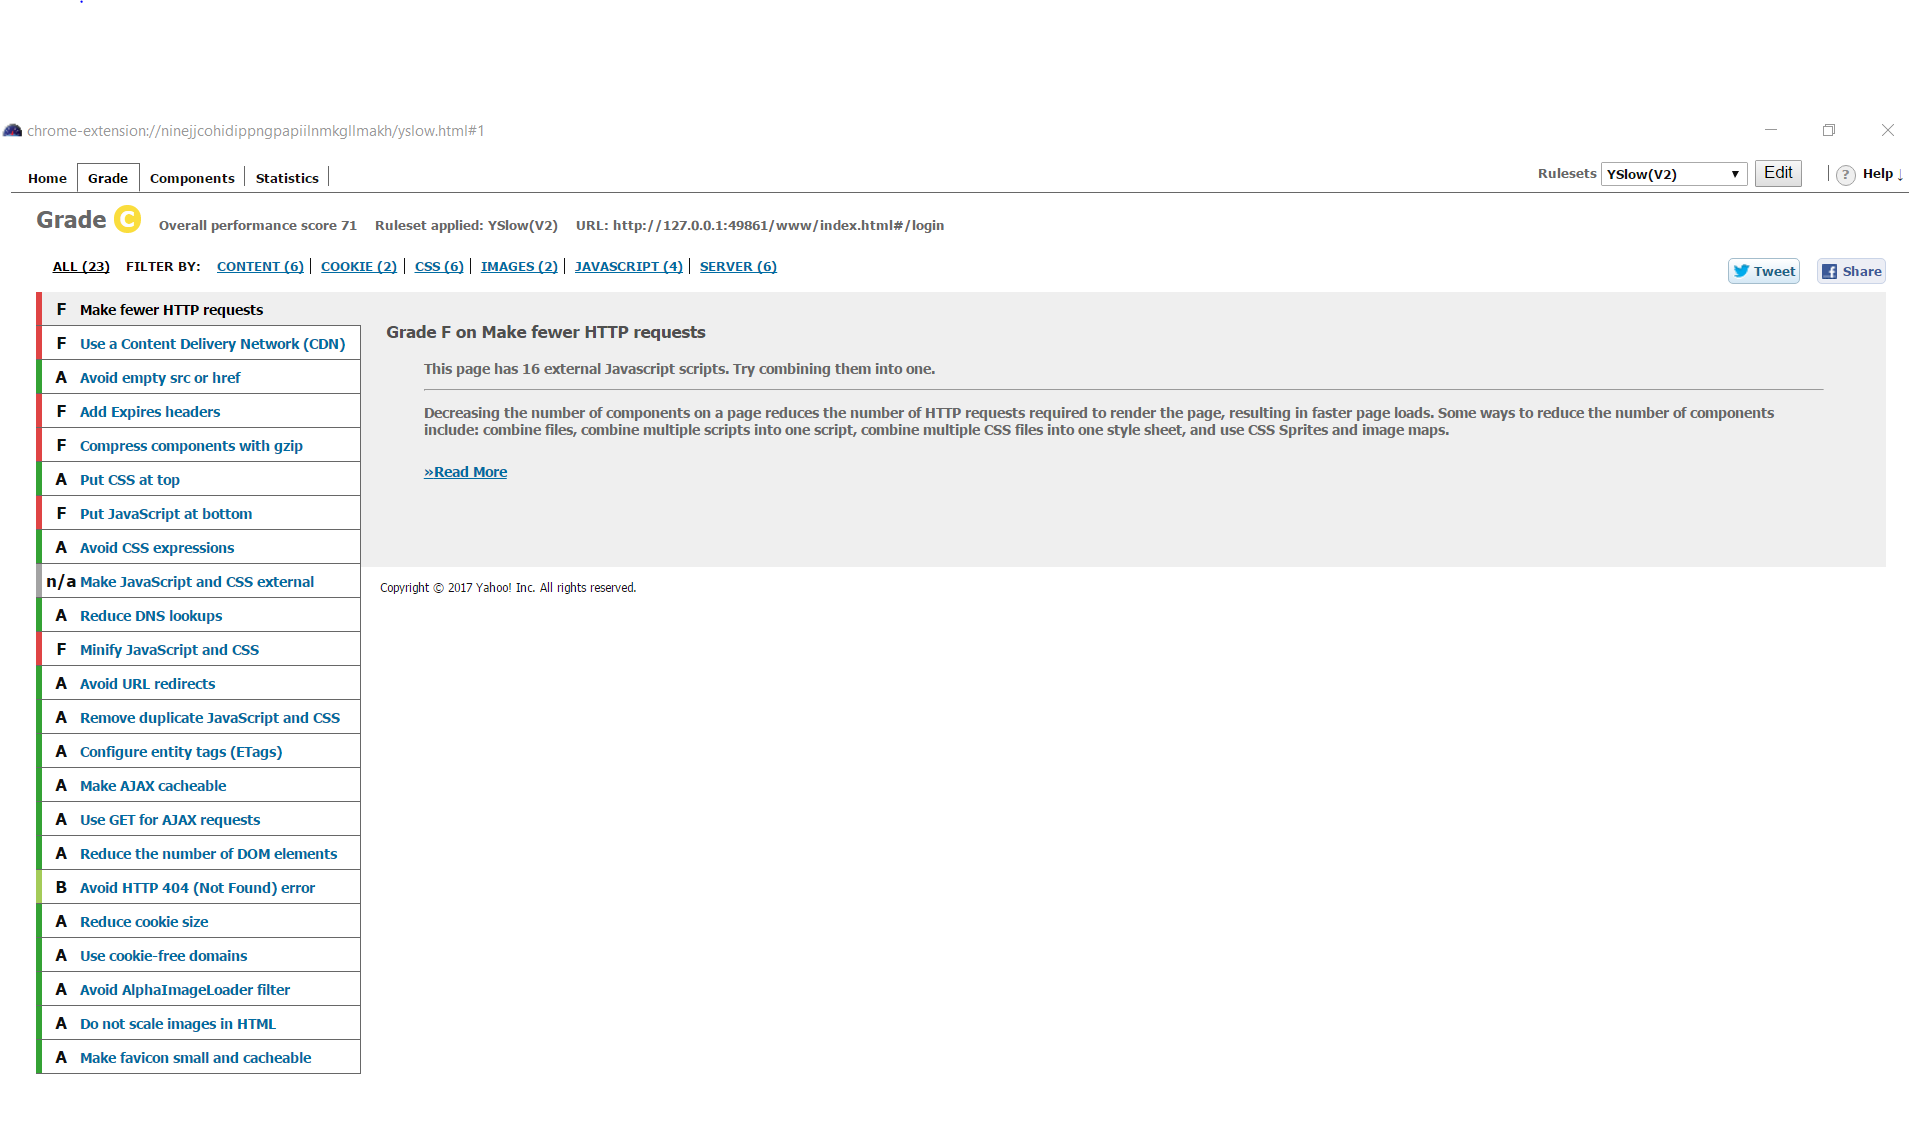 chrome-extension://ninejjcohidippngpapiilnmkgllmakh/yslow.html#1
Home Grade Components Statistics Rulesets YSlow(V2) Edit ? Help ↓
Grade C Overall performance score 71 Ruleset applied: YSlow(V2) URL: http://127.0.0.1:49861/www/index.html#/login
ALL (23) FILTER BY: CONTENT (6) COOKIE (2) CSS (6) IMAGES (2) JAVASCRIPT (4) SERVER (6)
Tweet Share
F Make fewer HTTP requests
F Use a Content Delivery Network (CDN)
A Avoid empty src or href
F Add Expires headers
F Compress components with gzip
A Put CSS at top
F Put JavaScript at bottom
A Avoid CSS expressions
n/a Make JavaScript and CSS external
A Reduce DNS lookups
F Minify JavaScript and CSS
A Avoid URL redirects
A Remove duplicate JavaScript and CSS
A Configure entity tags (ETags)
A Make AJAX cacheable
A Use GET for AJAX requests
A Reduce the number of DOM elements
B Avoid HTTP 404 (Not Found) error
A Reduce cookie size
A Use cookie-free domains
A Avoid AlphaImageLoader filter
A Do not scale images in HTML
A Make favicon small and cacheable
Grade F on Make fewer HTTP requests
This page has 16 external Javascript scripts. Try combining them into one.
Decreasing the number of components on a page reduces the number of HTTP requests required to render the page, resulting in faster page loads. Some ways to reduce the number of components
include: combine files, combine multiple scripts into one script, combine multiple CSS files into one style sheet, and use CSS Sprites and image maps.
»Read More
Copyright © 2017 Yahoo! Inc. All rights reserved.